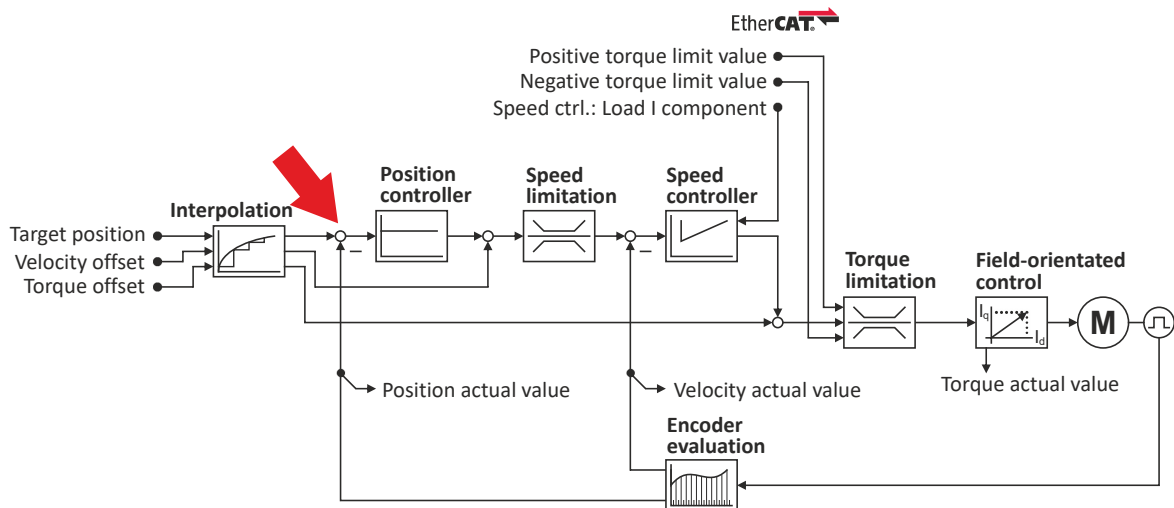 EtherCAT®
Positive torque limit value
Negative torque limit value
Speed ctrl.: Load I component
Position
controller
Speed
limitation
Speed
controller
Interpolation
Target position
Velocity offset
Torque offset
Torque
limitation
Field-orientated
control
Iq
Id
M
Position actual value
Velocity actual value
Torque actual value
Encoder
evaluation